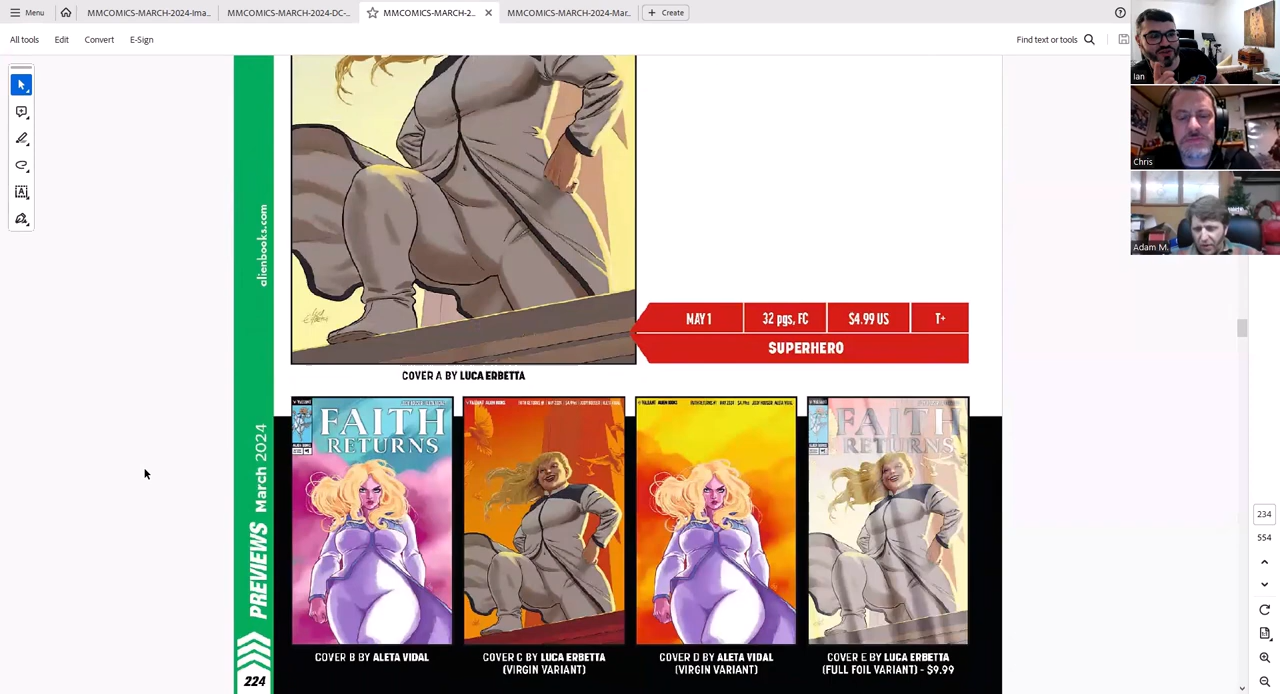 Menu
MMCOMICS-MARCH-2024-Ima...
MMCOMICS-MARCH-2024-DC-...
MMCOMICS-MARCH-2...
MMCOMICS-MARCH-2024-Mar...
Create
All tools
Edit
Convert
E-Sign
Find text or tools
Ian
Chris
Adam M.
alienbooks.com
MAY 1
32 pgs, FC
$4.99 US
T+
SUPERHERO
COVER A BY LUCA ERBETTA
FAITH
RETURNS
FAITH
RETURNS
COVER B BY ALETA VIDAL
COVER C BY LUCA ERBETTA
(VIRGIN VARIANT)
COVER D BY ALETA VIDAL
(VIRGIN VARIANT)
COVER E BY LUCA ERBETTA
(FULL FOIL VARIANT) - $9.99
PREVIEWS March 2024
224
234
554